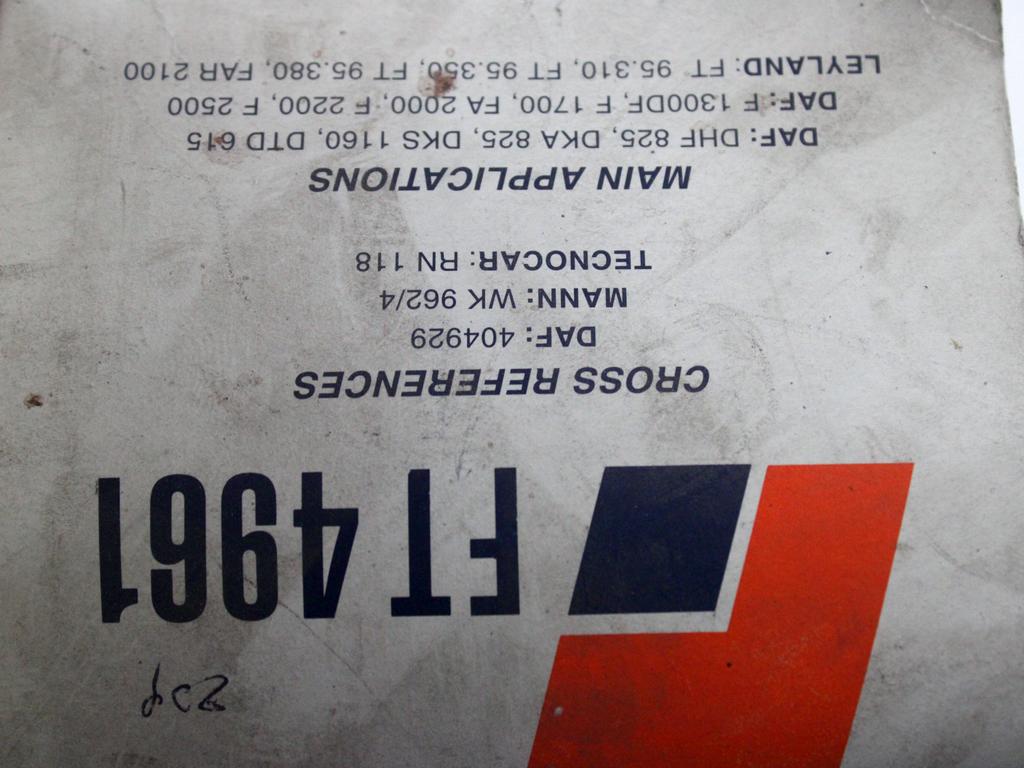 FT 4961
CROSS REFERENCES
DAF: 404929
MANN: WK 962/4
TECNOCAR: RN 118
MAIN APPLICATIONS
DAF: DHF 825, DKA 825, DKS 1160, DTD 615
DAF: F 1300DF, F 1700, FA 2000, F 2200, F 2500
LEYLAND: FT 95.310, FT 95.350, FT 95.380, FAR 2100